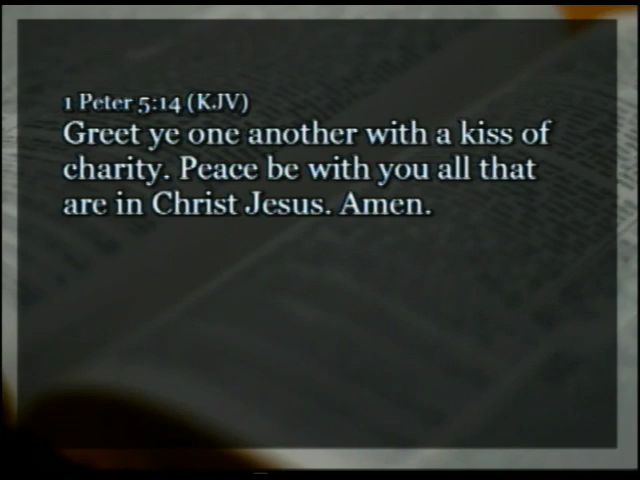 1 Peter 5:14 (KJV)
Greet ye one another with a kiss of
charity. Peace be with you all that
are in Christ Jesus. Amen.